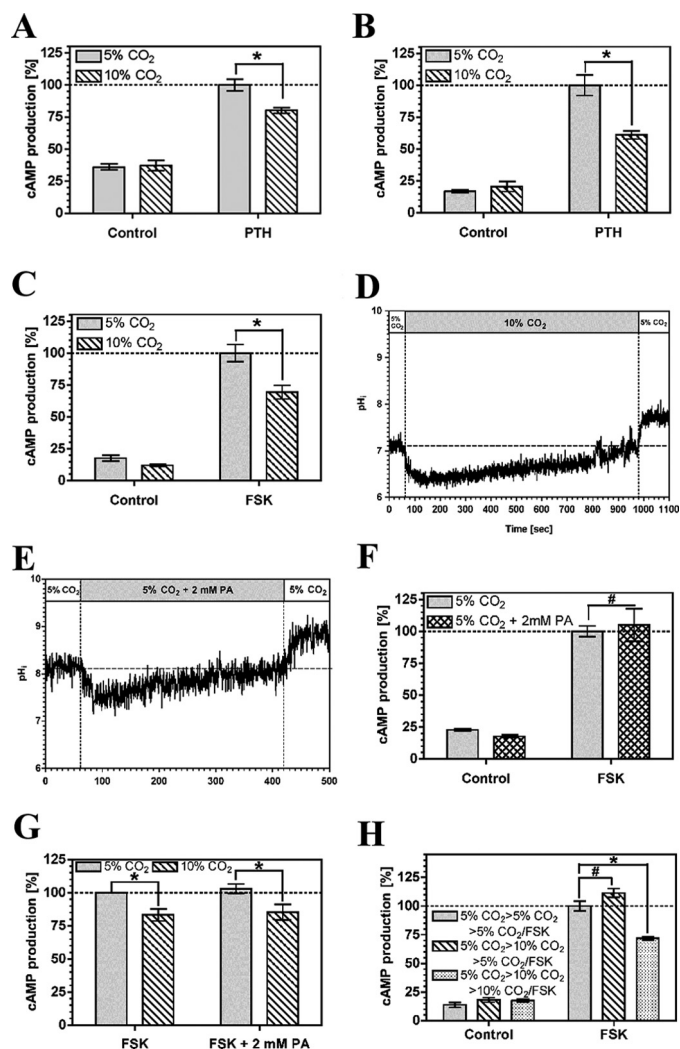 A
cAMP production [%]
125
100
75
50
25
0
5% CO2
10% CO2
*
Control
PTH
B
cAMP production [%]
125
100
75
50
25
0
5% CO2
10% CO2
*
Control
PTH
C
cAMP production [%]
125
100
75
50
25
0
5% CO2
10% CO2
*
Control
FSK
D
5% CO2
10% CO2
5% CO2
pHi
10
9
8
7
6
0 100 200 300 400 500 600 700 800 900 1000 1100
Time [sec]
E
5% CO2
5% CO2 + 2 mM PA
5% CO2
pHi
10
9
8
7
6
0 100 200 300 400 500
F
cAMP production [%]
125
100
75
50
25
0
5% CO2
5% CO2 + 2mM PA
#
Control
FSK
G
cAMP production [%]
125
100
75
50
25
0
5% CO2
10% CO2
*
*
FSK
FSK + 2 mM PA
H
cAMP production [%]
125
100
75
50
25
0
5% CO2>5% CO2
>5% CO2/FSK
5% CO2>10% CO2
>5% CO2/FSK
5% CO2>10% CO2
>10% CO2/FSK
*
#
Control
FSK